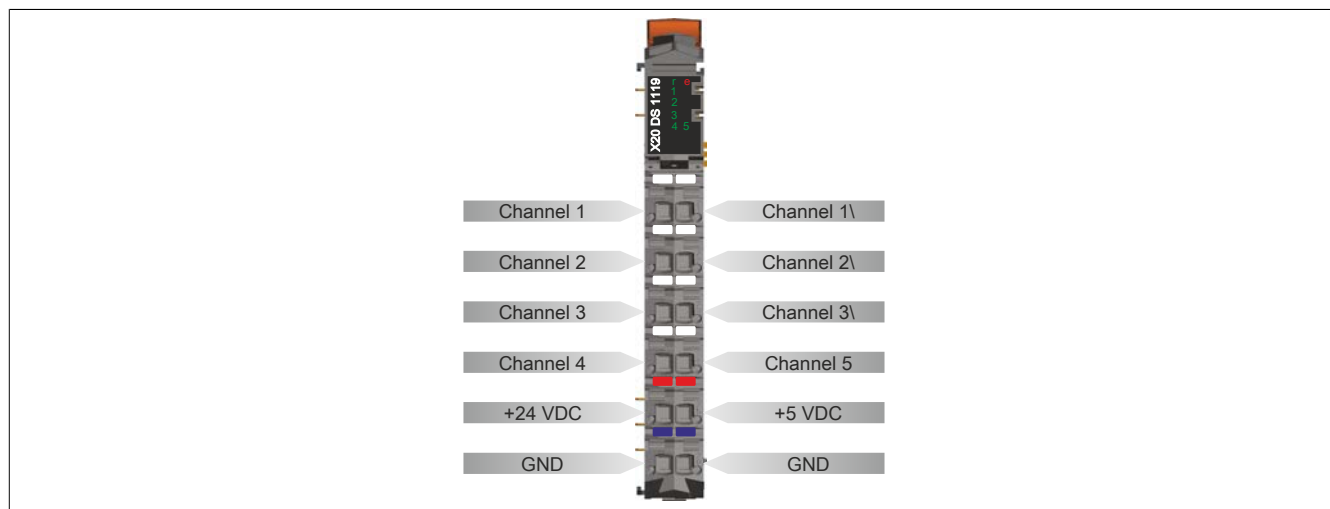 X20 DS 1119
r e
1
2
3
4 5
Channel 1 Channel 1\
Channel 2 Channel 2\
Channel 3 Channel 3\
Channel 4 Channel 5
+24 VDC +5 VDC
GND GND